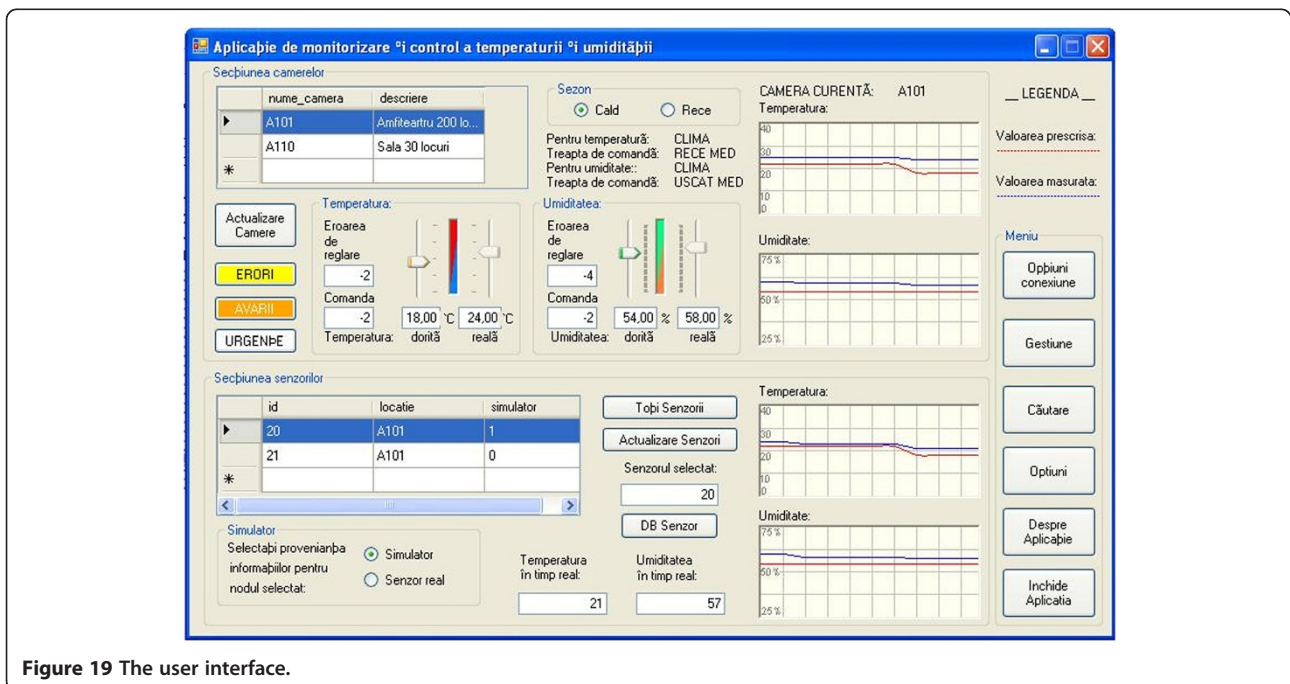 Aplicaþie de monitorizare ºi control a temperaturii ºi umiditãþii
Secþiunea camerelor
nume_camera descriere
A101 Amfiteartru 200 lo...
A110 Sala 30 locuri
Sezon
Cald Rece
Pentru temperaturã: CLIMA
Treapta de comandã: RECE MED
Pentru umiditate:: CLIMA
Treapta de comandã: USCAT MED
CAMERA CURENTÃ: A101
Temperatura:
40
30
20
10
0
__ LEGENDA __
Valoarea prescrisa:
Valoarea masurata:
Actualizare
Camere
ERORI
AVARII
URGENÞE
Temperatura:
Eroarea
de
reglare
-2
Comanda
-2 18,00 °C 24,00 °C
Temperatura: doritã realã
Umiditatea:
Eroarea
de
reglare
-4
Comanda
-2 54,00 % 58,00 %
Umiditatea: doritã realã
Umiditate:
75 %
50 %
25 %
Meniu
Opþiuni
conexiune
Gestiune
Cãutare
Optiuni
Despre
Aplicaþie
Inchide
Aplicatia
Secþiunea senzorilor
id locatie simulator
20 A101 1
21 A101 0
Toþi Senzorii
Actualizare Senzori
Senzorul selectat:
20
DB Senzor
Simulator
Selectaþi provenianþa
informaþiilor pentru
nodul selectat:
Simulator
Senzor real
Temperatura
în timp real:
21
Umiditatea
în timp real:
57
Temperatura:
40
30
20
10
0
Umiditate:
75 %
50 %
25 %
Figure 19 The user interface.